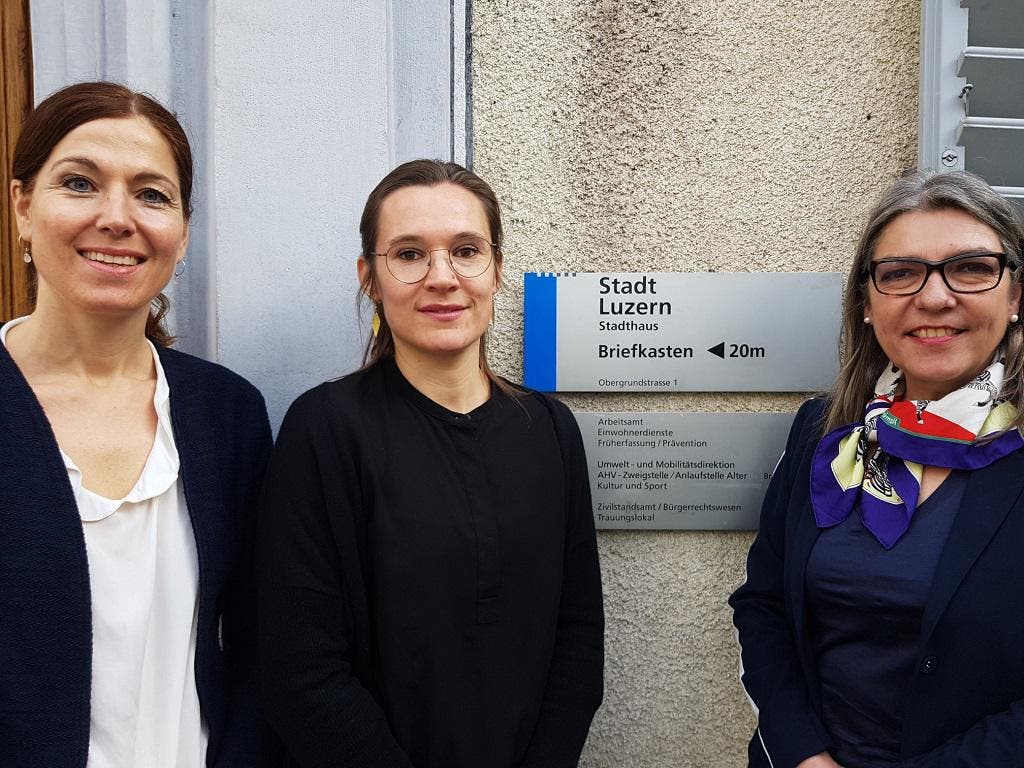 Stadt
Luzern
Stadthaus
Briefkasten ◀ 20m
Obergrundstrasse 1
Arbeitsamt
Einwohnerdienste
Früherfassung / Prävention
Umwelt- und Mobilitätsdirektion
AHV-Zweigstelle / Anlaufstelle Alter
Kultur und Sport
Zivilstandsamt / Bürgerrechtswesen
Trauungslokal